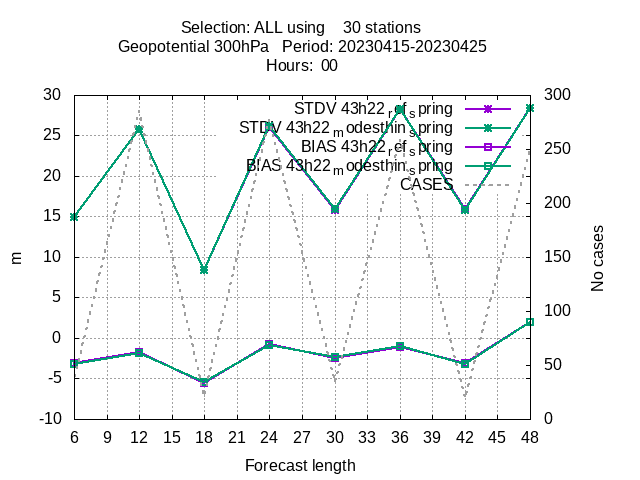 Selection: ALL using    30 stations
Geopotential 300hPa   Period: 20230415-20230425
Hours:  00
STDV 43h22_ref_spring
STDV 43h22_modesthin_spring
BIAS 43h22_ref_spring
BIAS 43h22_modesthin_spring
CASES
30
25
20
15
10
5
0
-5
-10
m
300
250
200
150
100
50
0
No cases
6 9 12 15 18 21 24 27 30 33 36 39 42 45 48
Forecast length